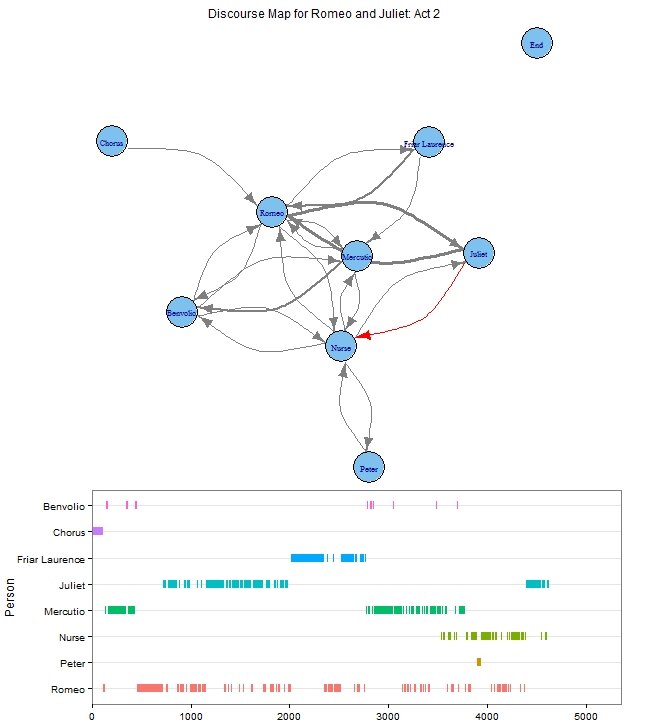 Discourse Map for Romeo and Juliet: Act 2
End
Chorus
Friar Laurence
Romeo
Mercutio
Juliet
Benvolio
Nurse
Peter
Person
Benvolio
Chorus
Friar Laurence
Juliet
Mercutio
Nurse
Peter
Romeo
0 1000 2000 3000 4000 5000